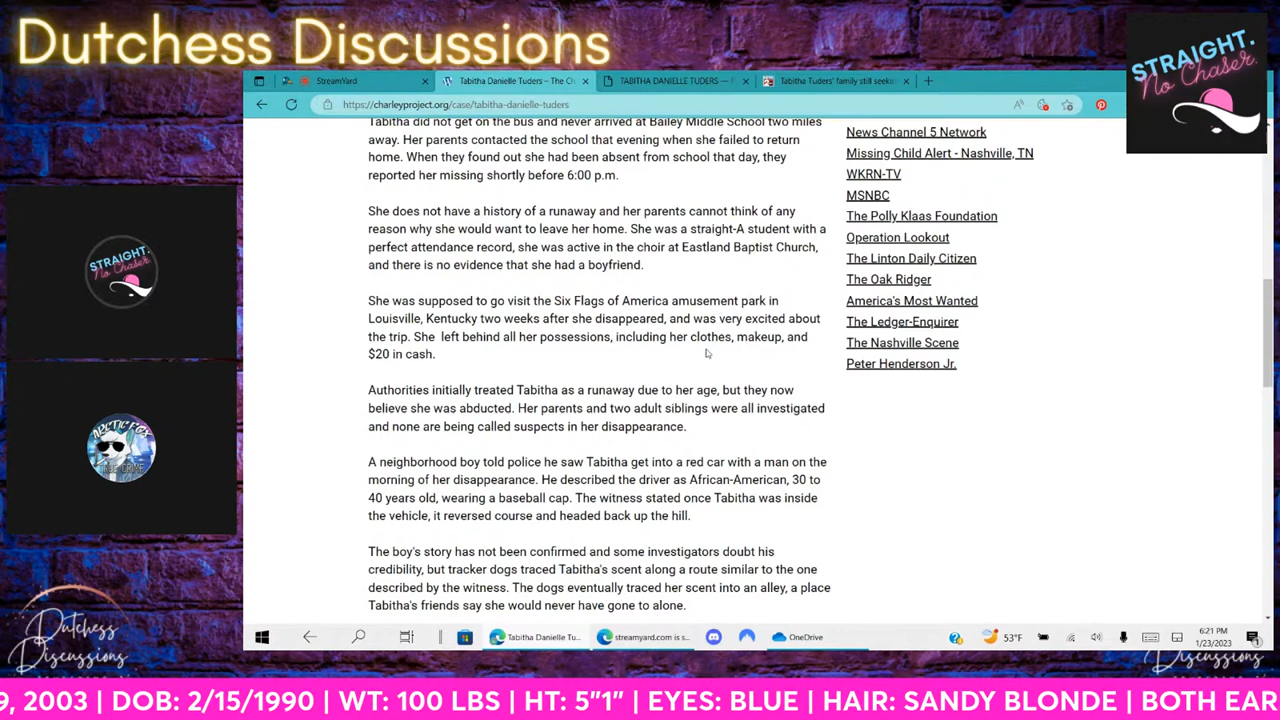 Dutchess Discussions
STRAIGHT.
No Chaser.
StreamYard
Tabitha Danielle Tuders – The Ch
TABITHA DANIELLE TUDERS — F
Tabitha Tuders' family still seekin
https://charleyproject.org/case/tabitha-danielle-tuders
Tabitha did not get on the bus and never arrived at Bailey Middle School two miles
away. Her parents contacted the school that evening when she failed to return
home. When they found out she had been absent from school that day, they
reported her missing shortly before 6:00 p.m.
She does not have a history of a runaway and her parents cannot think of any
reason why she would want to leave her home. She was a straight-A student with a
perfect attendance record, she was active in the choir at Eastland Baptist Church,
and there is no evidence that she had a boyfriend.
She was supposed to go visit the Six Flags of America amusement park in
Louisville, Kentucky two weeks after she disappeared, and was very excited about
the trip. She left behind all her possessions, including her clothes, makeup, and
$20 in cash.
Authorities initially treated Tabitha as a runaway due to her age, but they now
believe she was abducted. Her parents and two adult siblings were all investigated
and none are being called suspects in her disappearance.
A neighborhood boy told police he saw Tabitha get into a red car with a man on the
morning of her disappearance. He described the driver as African-American, 30 to
40 years old, wearing a baseball cap. The witness stated once Tabitha was inside
the vehicle, it reversed course and headed back up the hill.
The boy's story has not been confirmed and some investigators doubt his
credibility, but tracker dogs traced Tabitha's scent along a route similar to the one
described by the witness. The dogs eventually traced her scent into an alley, a place
Tabitha's friends say she would never have gone to alone.
News Channel 5 Network
Missing Child Alert - Nashville, TN
WKRN-TV
MSNBC
The Polly Klaas Foundation
Operation Lookout
The Linton Daily Citizen
The Oak Ridger
America's Most Wanted
The Ledger-Enquirer
The Nashville Scene
Peter Henderson Jr.
STRAIGHT.
No Chaser.
ARCTIC FOX
TRUE CRIME
Tabitha Danielle Tu...
streamyard.com is s...
OneDrive
53°F
6:21 PM
1/23/2023
Dutchess
Discussions
Discussions
9, 2003 | DOB: 2/15/1990 | WT: 100 LBS | HT: 5"1" | EYES: BLUE | HAIR: SANDY BLONDE | BOTH EAR